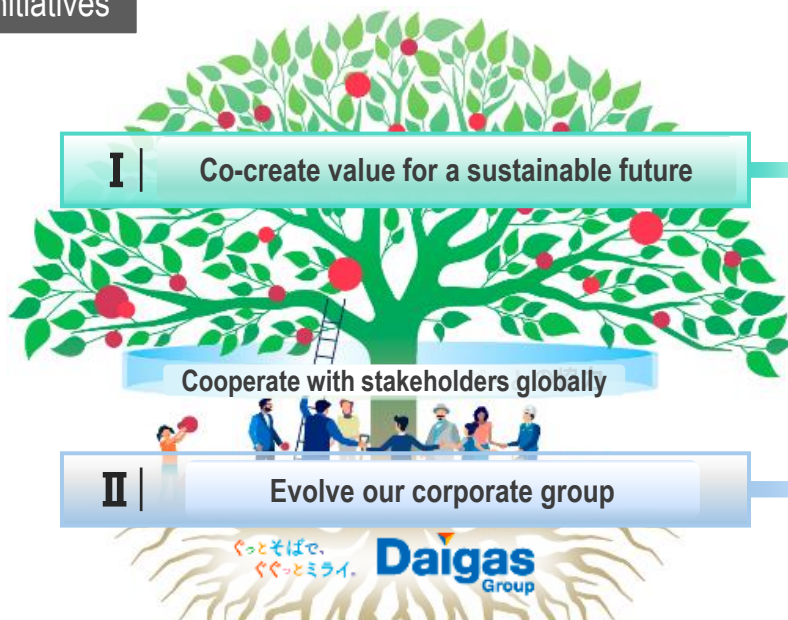 I
Co-create value for a sustainable future
Cooperate with stakeholders globally
II
Evolve our corporate group
ぐっとそばで、
ぐぐっとミライ。
Daigas
Group